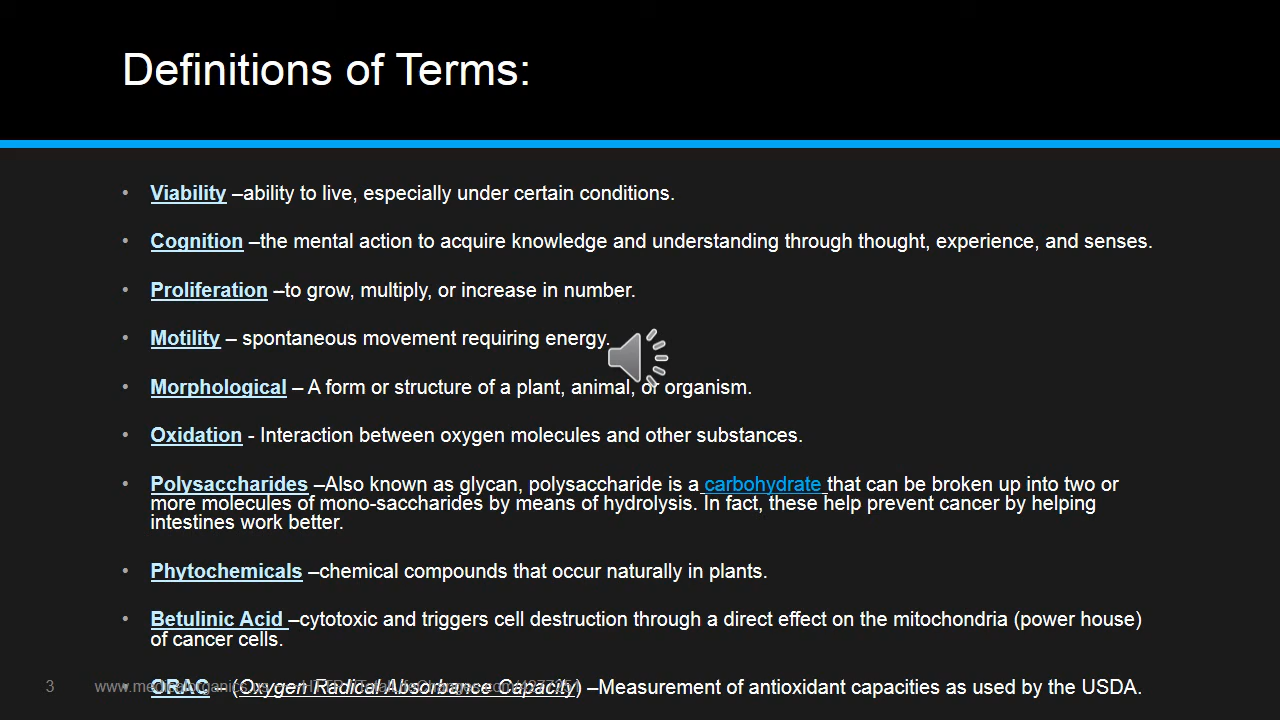 Definitions of Terms:
• Viability –ability to live, especially under certain conditions.
• Cognition –the mental action to acquire knowledge and understanding through thought, experience, and senses.
• Proliferation –to grow, multiply, or increase in number.
• Motility – spontaneous movement requiring energy.
• Morphological – A form or structure of a plant, animal, or organism.
• Oxidation - Interaction between oxygen molecules and other substances.
• Polysaccharides –Also known as glycan, polysaccharide is a carbohydrate that can be broken up into two or
more molecules of mono-saccharides by means of hydrolysis. In fact, these help prevent cancer by helping
intestines work better.
• Phytochemicals –chemical compounds that occur naturally in plants.
• Betulinic Acid –cytotoxic and triggers cell destruction through a direct effect on the mitochondria (power house)
of cancer cells.
• ORAC – (Oxygen Radical Absorbance Capacity) –Measurement of antioxidant capacities as used by the USDA.
3